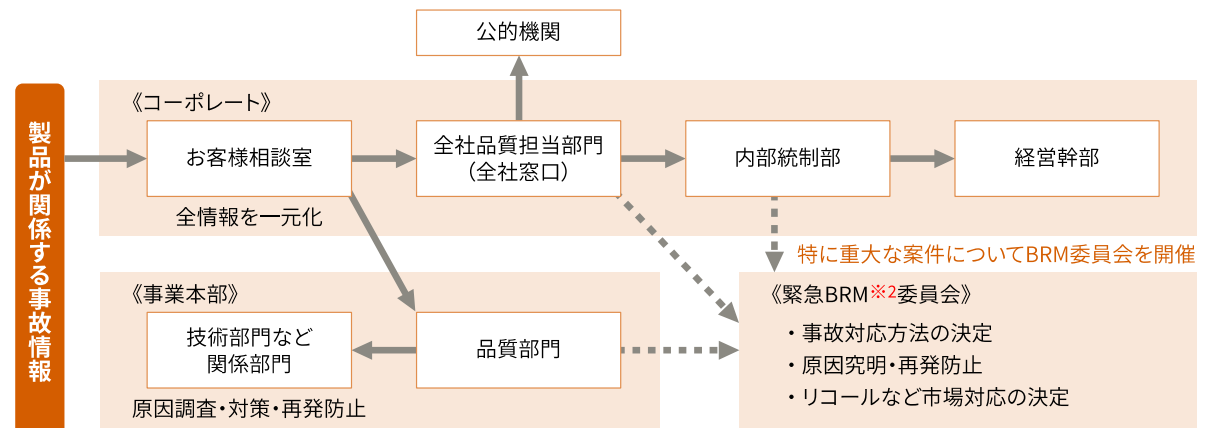 公的機関
製品が関係する事故情報
《コーポレート》
お客様相談室
全社品質担当部門
（全社窓口）
内部統制部
経営幹部
全情報を一元化
特に重大な案件についてBRM委員会を開催
《事業本部》
技術部門など
関係部門
品質部門
原因調査・対策・再発防止
《緊急BRM※2委員会》
・事故対応方法の決定
・原因究明・再発防止
・リコールなど市場対応の決定